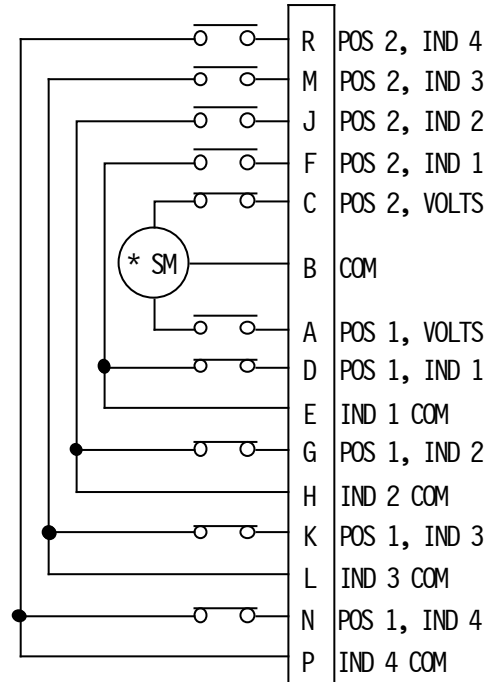 R POS 2, IND 4
M POS 2, IND 3
J POS 2, IND 2
F POS 2, IND 1
C POS 2, VOLTS
* SM
B COM
A POS 1, VOLTS
D POS 1, IND 1
E IND 1 COM
G POS 1, IND 2
H IND 2 COM
K POS 1, IND 3
L IND 3 COM
N POS 1, IND 4
P IND 4 COM